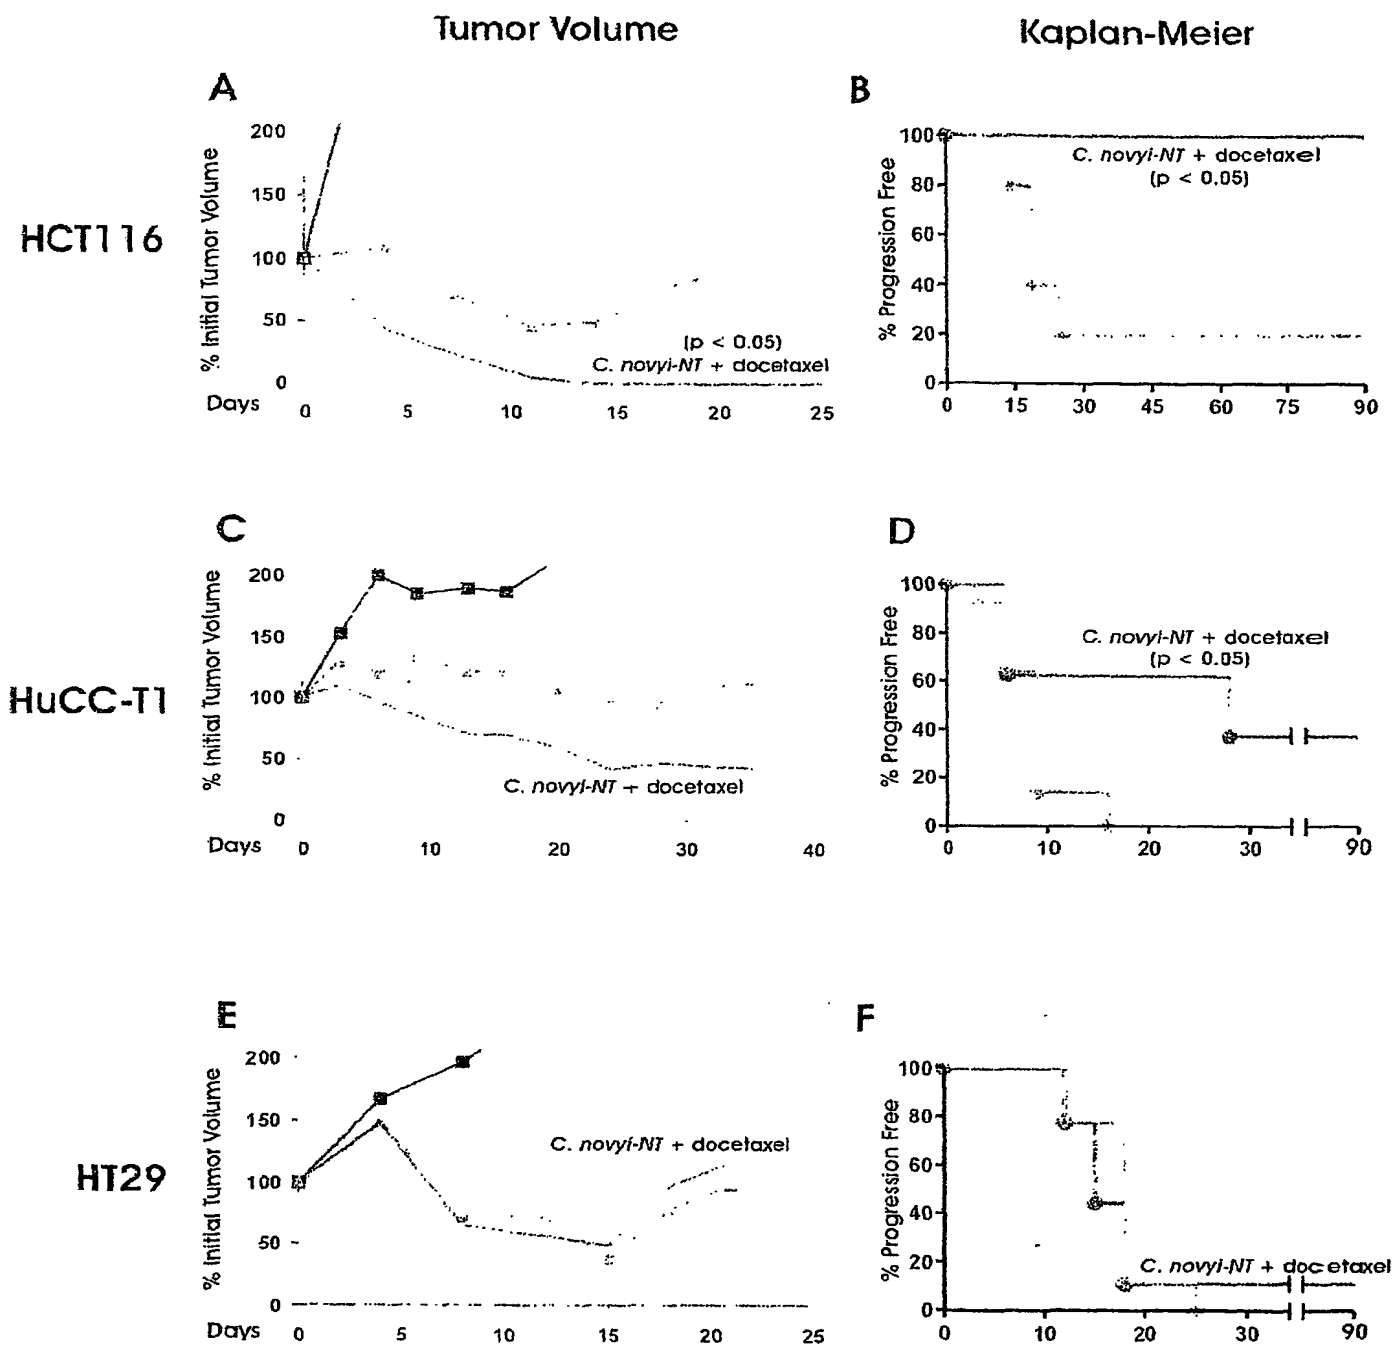 Tumor Volume
Kaplan-Meier
HCT116
A
% Initial Tumor Volume
200
150
100
50
0
(p < 0.05)
C. novyi-NT + docetaxel
Days 0 5 10 15 20 25
B
% Progression Free
100
80
60
40
20
0
C. novyi-NT + docetaxel
(p < 0.05)
0 15 30 45 60 75 90
HuCC-T1
C
% Initial Tumor Volume
200
150
100
50
0
C. novyi-NT + docetaxel
Days 0 10 20 30 40
D
% Progression Free
100
80
60
40
20
0
C. novyi-NT + docetaxel
(p < 0.05)
0 10 20 30 90
HT29
E
% Initial Tumor Volume
200
150
100
50
0
C. novyi-NT + docetaxel
Days 0 5 10 15 20 25
F
% Progression Free
100
80
60
40
20
0
C. novyi-NT + docetaxel
0 10 20 30 90